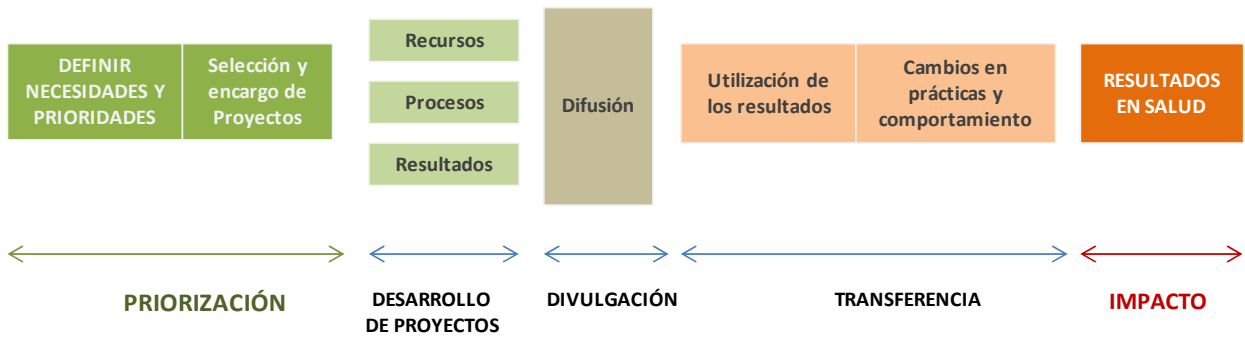 DEFINIR
NECESIDADES Y
PRIORIDADES
Selección y
encargo de
Proyectos
Recursos
Procesos
Resultados
Difusión
Utilización de
los resultados
Cambios en
prácticas y
comportamiento
RESULTADOS
EN SALUD
PRIORIZACIÓN
DESARROLLO
DE PROYECTOS
DIVULGACIÓN
TRANSFERENCIA
IMPACTO